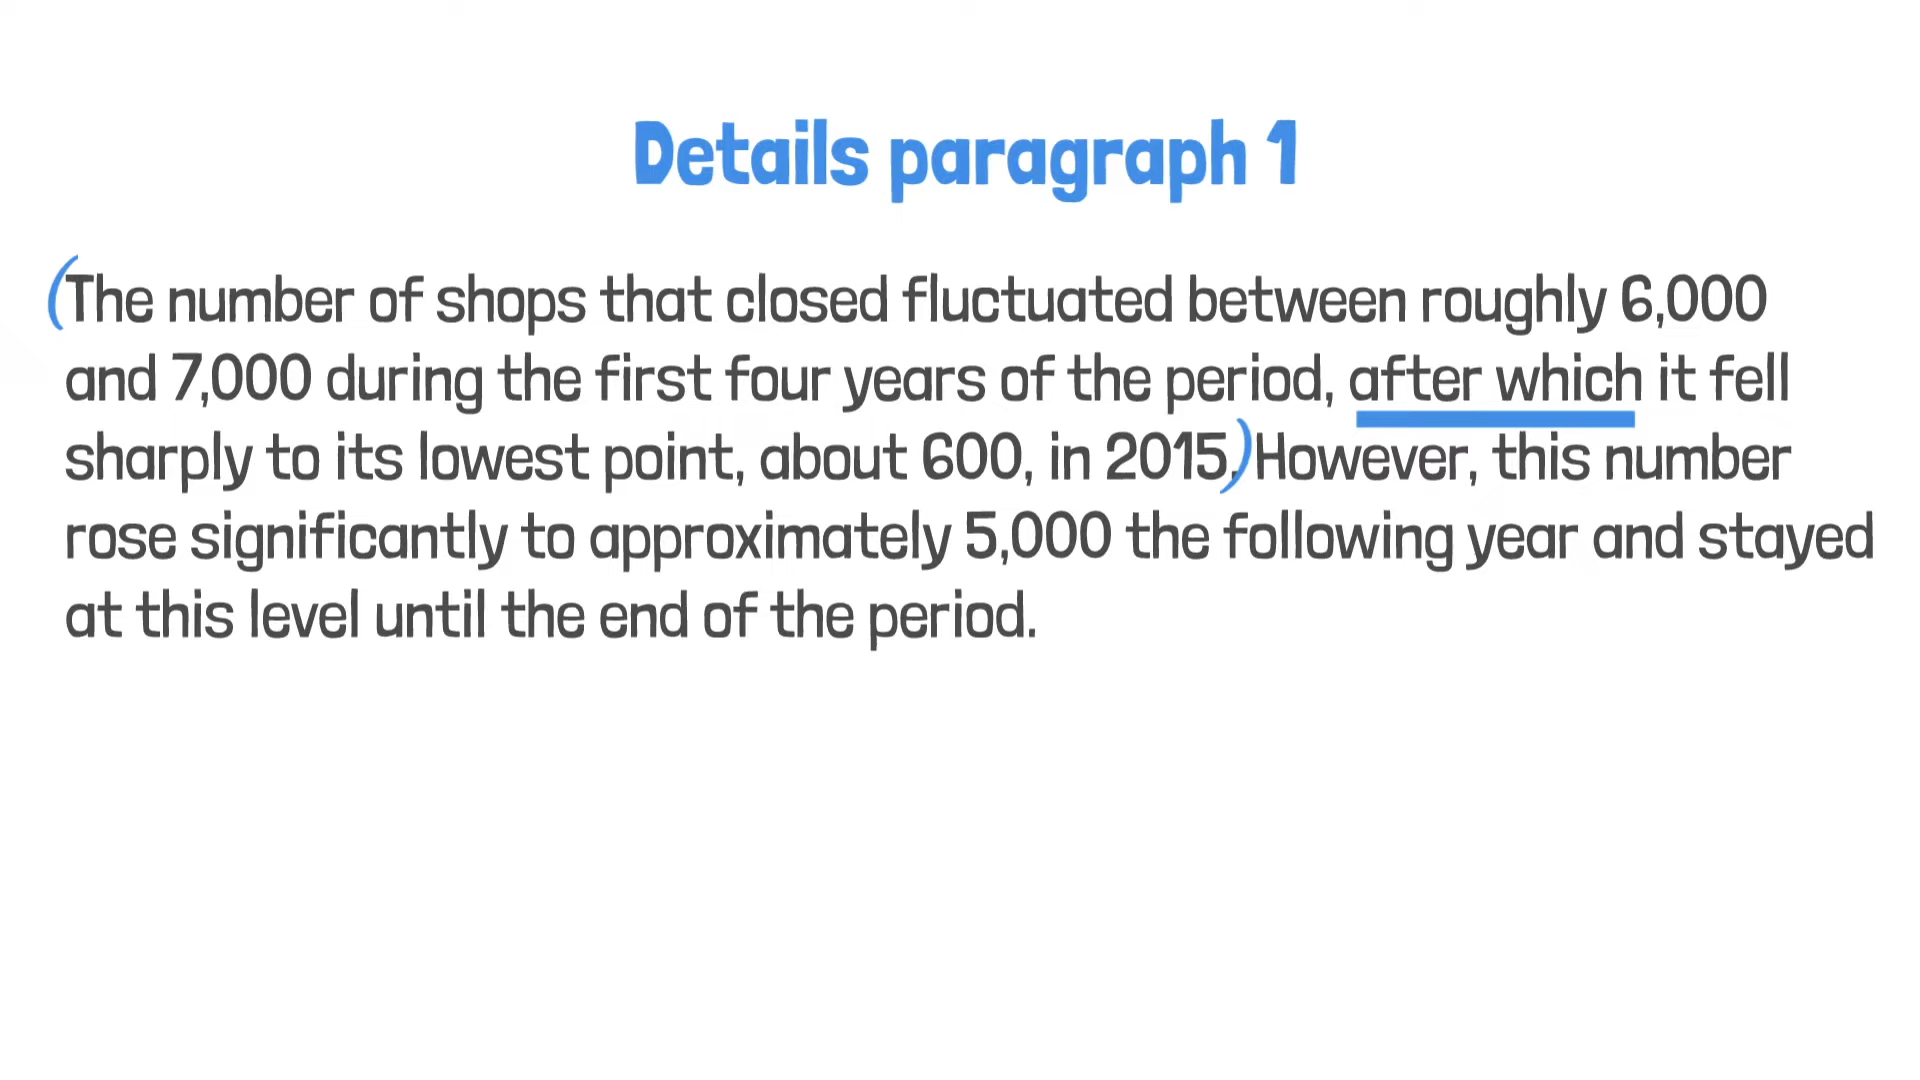 Details paragraph 1
(The number of shops that closed fluctuated between roughly 6,000
and 7,000 during the first four years of the period, after which it fell
sharply to its lowest point, about 600, in 2015.) However, this number
rose significantly to approximately 5,000 the following year and stayed
at this level until the end of the period.